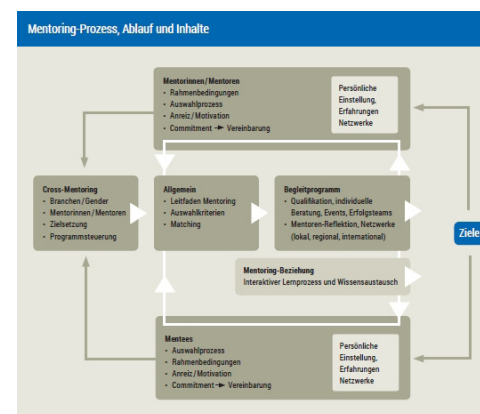 Mentoring-Prozess, Ablauf und Inhalte
Mentorinnen/Mentoren
• Rahmenbedingungen
• Auswahlprozess
• Anreiz/Motivation
• Commitment → Vereinbarung
Persönliche
Einstellung,
Erfahrungen
Netzwerke
Cross-Mentoring
• Branchen/Gender
• Mentorinnen/Mentoren
• Zielsetzung
• Programmsteuerung
Allgemein
• Leitfaden Mentoring
• Auswahlkriterien
• Matching
Begleitprogramm
• Qualifikation, individuelle
Beratung, Events, Erfolgsteams
• Mentoren-Reflektion, Netzwerke
(lokal, regional, international)
Ziele
Mentoring-Beziehung
Interaktiver Lernprozess und Wissensaustausch
Mentees
• Auswahlprozess
• Rahmenbedingungen
• Anreiz/Motivation
• Commitment → Vereinbarung
Persönliche
Einstellung,
Erfahrungen
Netzwerke